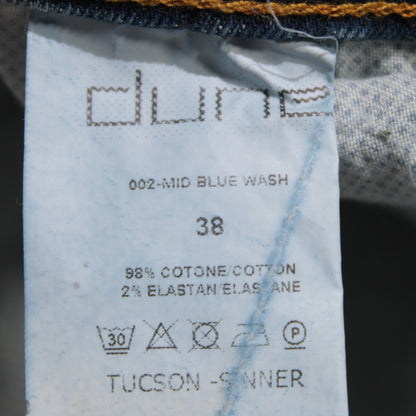 dune
002-MID BLUE WASH
38
98% COTONE/COTTON
2% ELASTAN/ELASTANE
30 P
TUCSON -SINNER